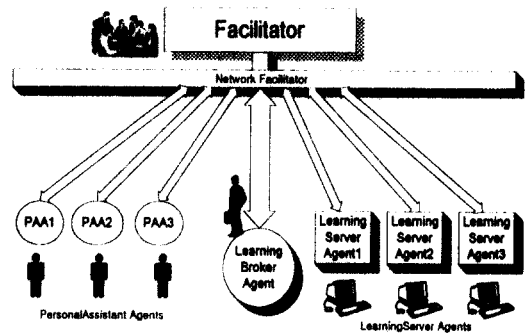 Facilitator
Network Facilitator
PAA1
PAA2
PAA3
Learning
Broker
Agent
Learning
Server
Agent1
Learning
Server
Agent2
Learning
Server
Agent3
PersonalAssistant Agents
LearningServer Agents